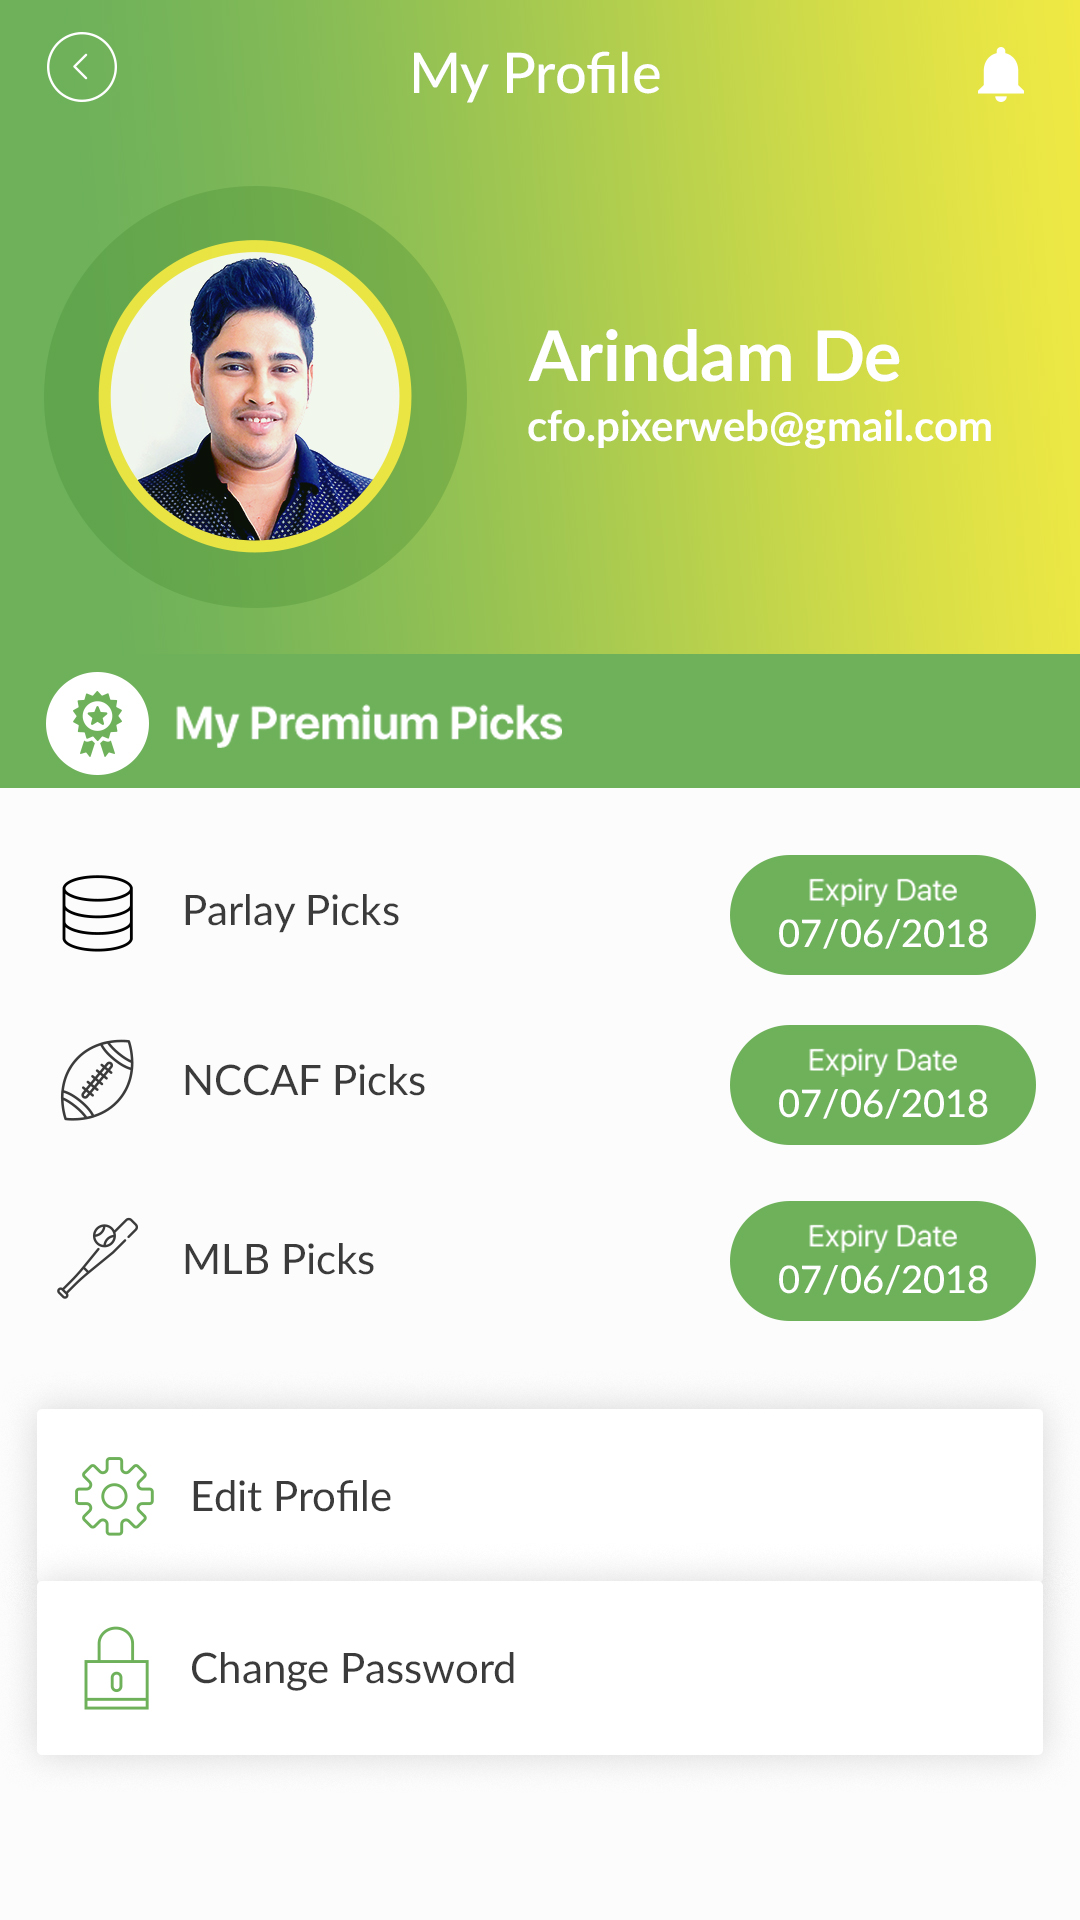 My Profile
Arindam De
cfo.pixerweb@gmail.com
My Premium Picks
Parlay Picks
Expiry Date
07/06/2018
NCCAF Picks
Expiry Date
07/06/2018
MLB Picks
Expiry Date
07/06/2018
Edit Profile
Change Password